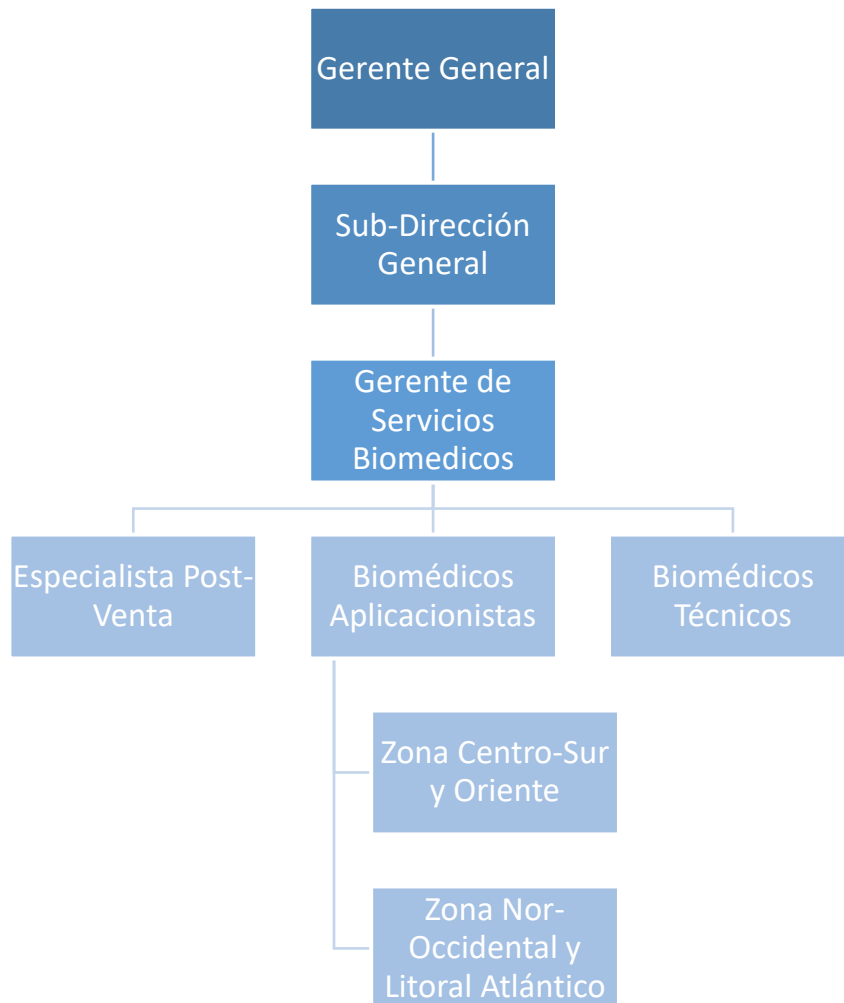 Gerente General
Sub-Dirección
General
Gerente de
Servicios
Biomedicos
Especialista Post-
Venta
Biomédicos
Aplicacionistas
Biomédicos
Técnicos
Zona Centro-Sur
y Oriente
Zona Nor-
Occidental y
Litoral Atlántico